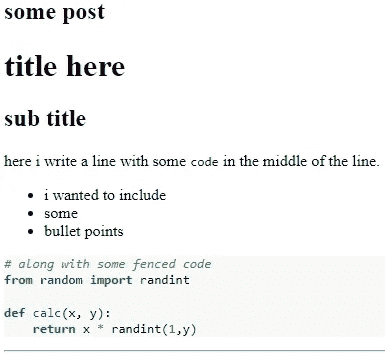 some post
title here
sub title
here i write a line with some code in the middle of the line.
• i wanted to include
• some
• bullet points
# along with some fenced code
from random import randint
def calc(x, y):
    return x * randint(1,y)